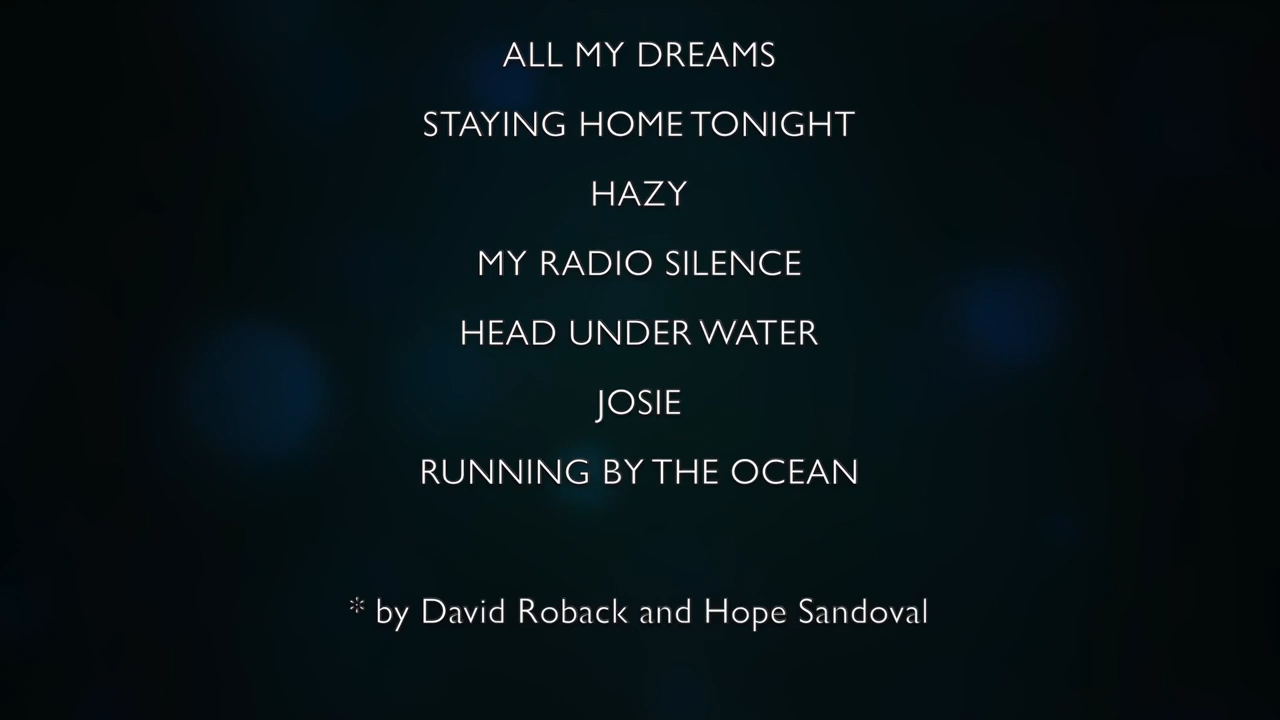 ALL MY DREAMS
STAYING HOME TONIGHT
HAZY
MY RADIO SILENCE
HEAD UNDER WATER
JOSIE
RUNNING BY THE OCEAN
* by David Roback and Hope Sandoval